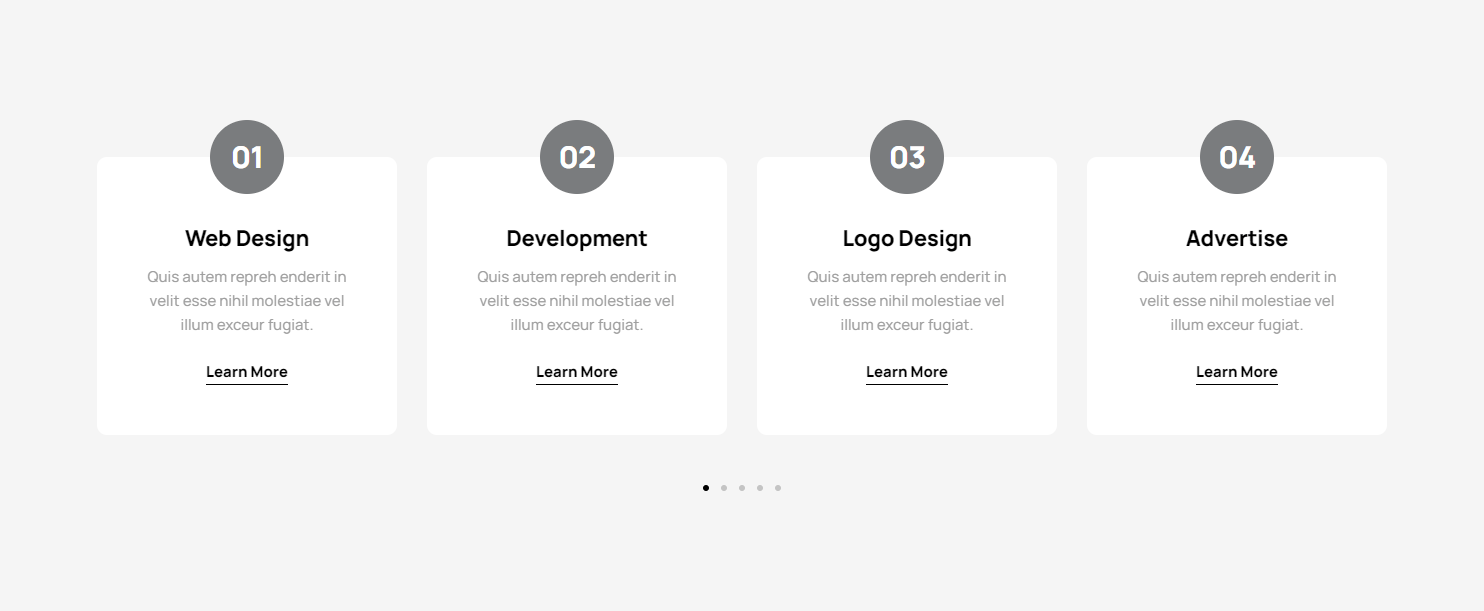 01
Web Design
Quis autem repreh enderit in
velit esse nihil molestiae vel
illum exceur fugiat.
Learn More
02
Development
Quis autem repreh enderit in
velit esse nihil molestiae vel
illum exceur fugiat.
Learn More
03
Logo Design
Quis autem repreh enderit in
velit esse nihil molestiae vel
illum exceur fugiat.
Learn More
04
Advertise
Quis autem repreh enderit in
velit esse nihil molestiae vel
illum exceur fugiat.
Learn More